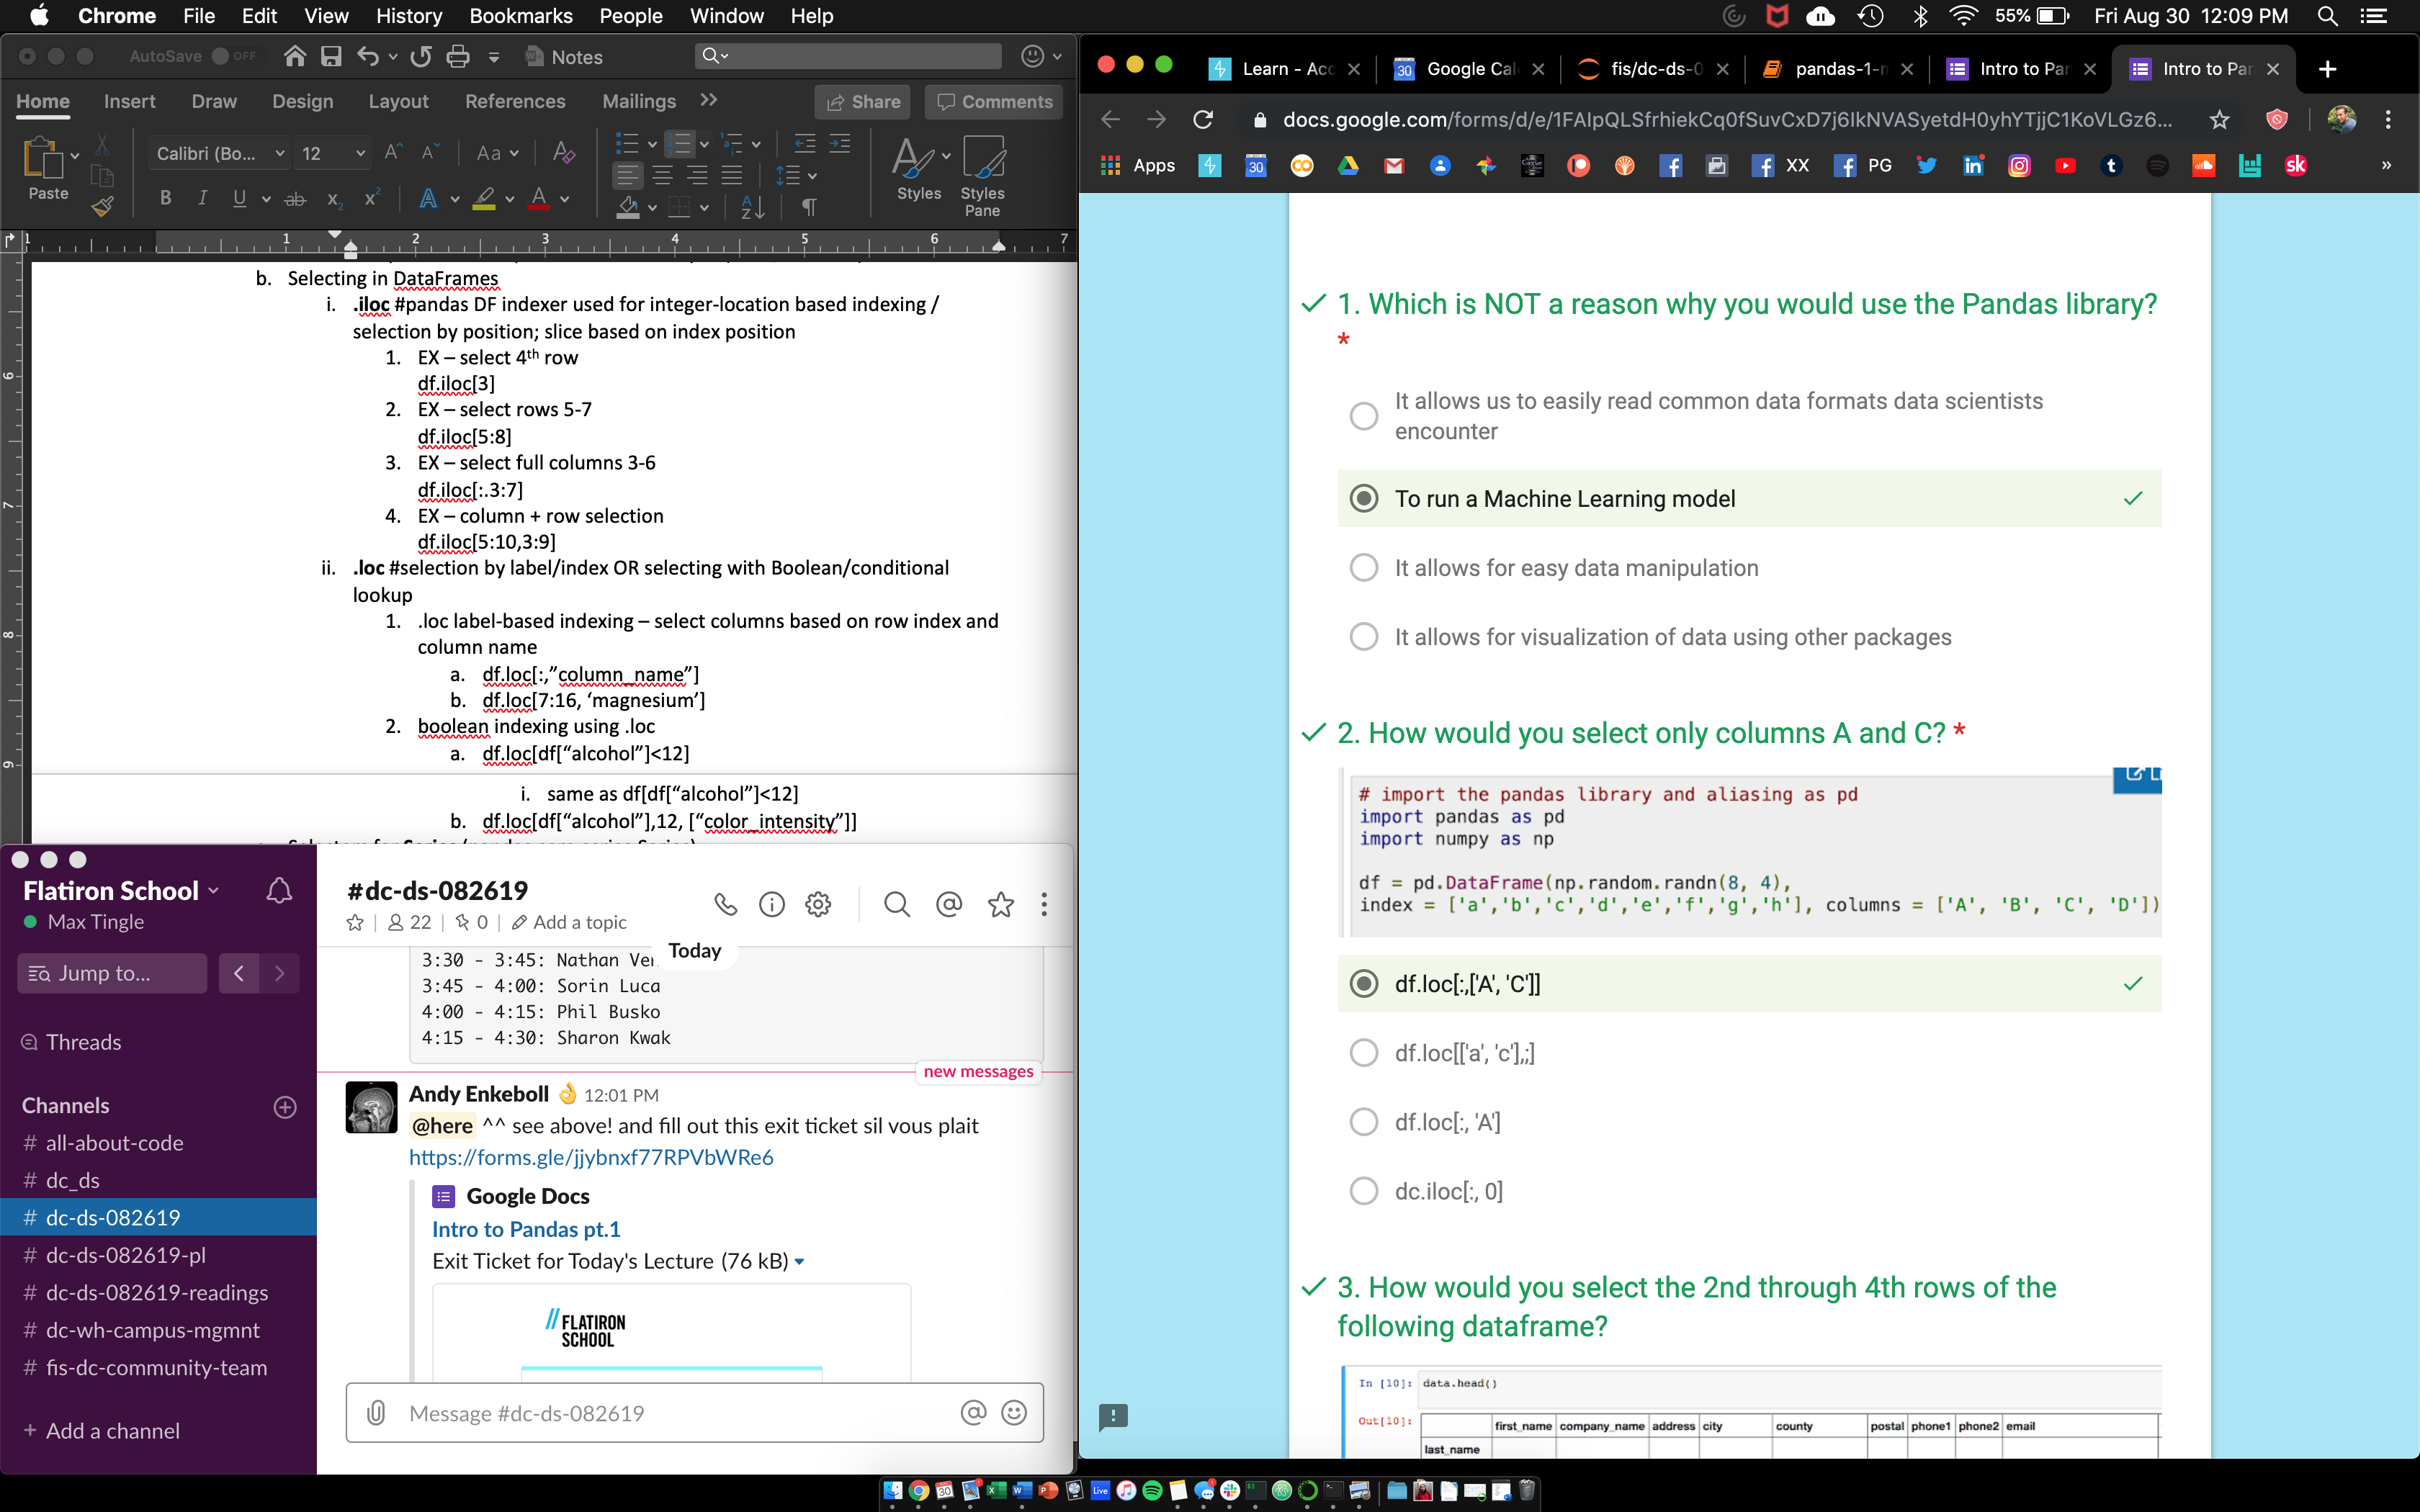 Chrome File Edit View History Bookmarks People Window Help
55% Fri Aug 30 12:09 PM
AutoSave OFF
Notes
Home Insert Draw Design Layout References Mailings >>
Share Comments
Paste
Calibri (Bo... 12
Aa
B I U ab x2 x2 A A
Styles Styles
Pane
1 1 2 3 4 5 6 7
6
7
8
9
b. Selecting in DataFrames
i. .iloc #pandas DF indexer used for integer-location based indexing /
selection by position; slice based on index position
1. EX – select 4th row
df.iloc[3]
2. EX – select rows 5-7
df.iloc[5:8]
3. EX – select full columns 3-6
df.iloc[:.3:7]
4. EX – column + row selection
df.iloc[5:10,3:9]
ii. .loc #selection by label/index OR selecting with Boolean/conditional
lookup
1. .loc label-based indexing – select columns based on row index and
column name
a. df.loc[:,”column_name”]
b. df.loc[7:16, ‘magnesium’]
2. boolean indexing using .loc
a. df.loc[df[“alcohol”]<12]
i. same as df[df[“alcohol”]<12]
b. df.loc[df[“alcohol”],12, [“color_intensity”]]
Flatiron School
Max Tingle
Jump to...
Threads
Channels
# all-about-code
# dc_ds
# dc-ds-082619
# dc-ds-082619-pl
# dc-ds-082619-readings
# dc-wh-campus-mgmnt
# fis-dc-community-team
+ Add a channel
#dc-ds-082619
22 | 0 | Add a topic
Today
3:30 - 3:45: Nathan
3:45 - 4:00: Sorin Luca
4:00 - 4:15: Phil Busko
4:15 - 4:30: Sharon Kwak
new messages
Andy Enkeboll 👌 12:01 PM
@here ^^ see above! and fill out this exit ticket sil vous plait
https://forms.gle/jjybnxf77RPVbWRe6
Google Docs
Intro to Pandas pt.1
Exit Ticket for Today's Lecture (76 kB)
// FLATIRON
SCHOOL
Message #dc-ds-082619
Learn - Acc Google Cal fis/dc-ds-0 pandas-1-n Intro to Par Intro to Par
docs.google.com/forms/d/e/1FAIpQLSfrhiekCq0fSuvCxD7j6IkNVASyetdH0yhYTjjC1KoVLGz6...
Apps 30 XX PG sk »
1. Which is NOT a reason why you would use the Pandas library?
*
It allows us to easily read common data formats data scientists
encounter
To run a Machine Learning model
It allows for easy data manipulation
It allows for visualization of data using other packages
2. How would you select only columns A and C? *
# import the pandas library and aliasing as pd
import pandas as pd
import numpy as np
df = pd.DataFrame(np.random.randn(8, 4),
index = ['a','b','c','d','e','f','g','h'], columns = ['A', 'B', 'C', 'D'])
df.loc[:,['A', 'C']]
df.loc[['a', 'c'],;]
df.loc[:, 'A']
dc.iloc[:, 0]
3. How would you select the 2nd through 4th rows of the
following dataframe?
In [10]: data.head()
Out[10]:
first_name company_name address city county postal phone1 phone2 email
last_name
30 Live